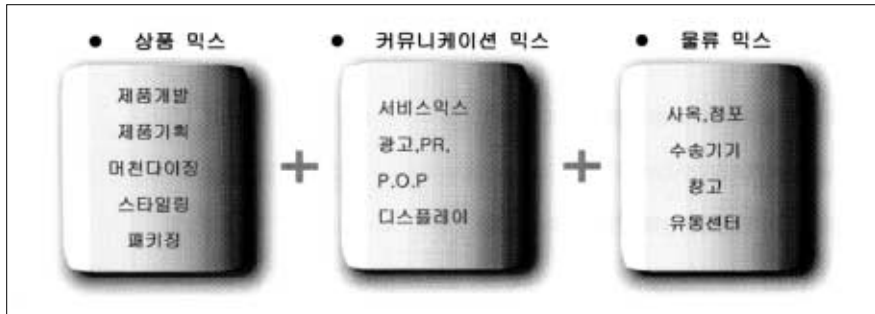 ● 상품 믹스
제품개발
제품기획
머천다이징
스타일링
패키징
● 커뮤니케이션 믹스
서비스믹스
광고,PR,
P.O.P
디스플레이
● 물류 믹스
사옥,점포
수송기기
창고
유통센터